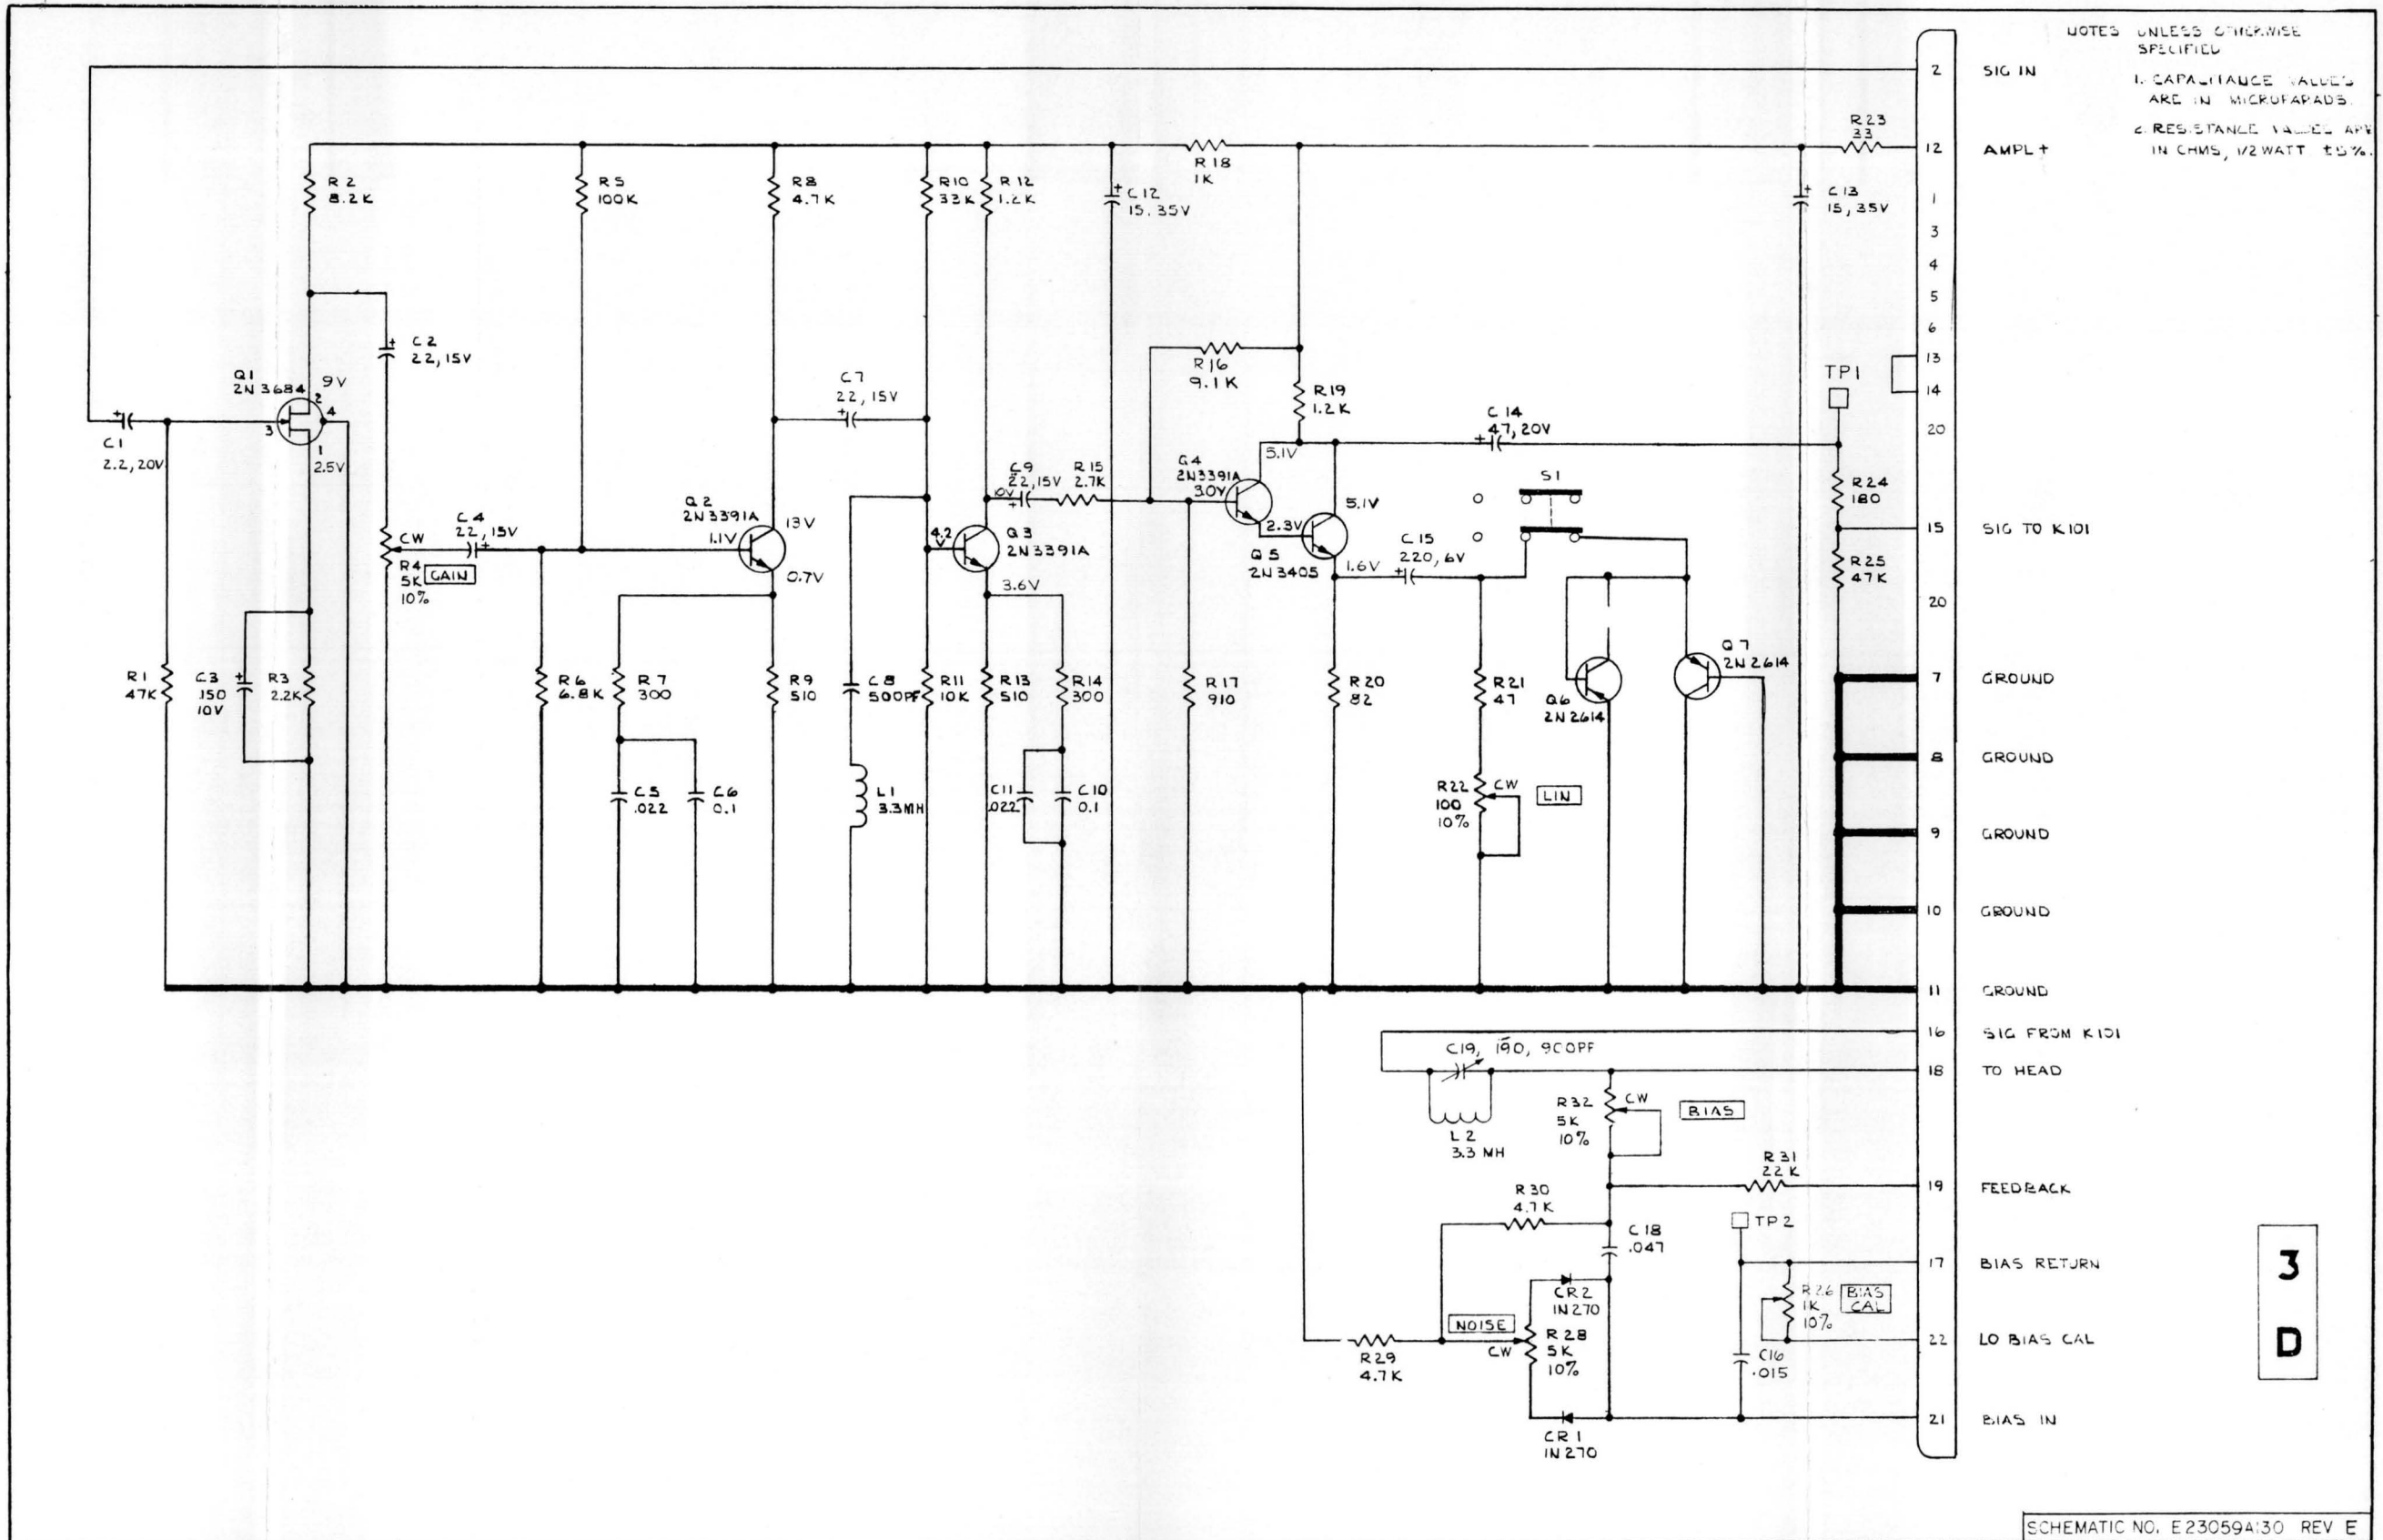 NOTES UNLESS OTHERWISE
SPECIFIED
1. CAPACITANCE VALUES
ARE IN MICROFARADS.
2. RESISTANCE VALUES ARE
IN OHMS, 1/2 WATT ±5%.
2 SIG IN
12 AMPL +
1
3
4
5
6
13
14
20
15 SIG TO K101
20
7 GROUND
8 GROUND
9 GROUND
10 GROUND
11 GROUND
16 SIG FROM K101
18 TO HEAD
19 FEEDBACK
17 BIAS RETURN
22 LO BIAS CAL
21 BIAS IN
R23
33
R2
8.2K
R5
100K
R8
4.7K
R10
33K
R12
1.2K
C12
15, 35V
R18
1K
C13
15, 35V
C2
22, 15V
Q1
2N3684
9V
2
4
3
1
2.5V
C1
2.2, 20V
C7
22, 15V
R16
9.1K
R19
1.2K
TP1
C14
47, 20V
Q4
2N3391A
3.0V
5.1V
C9
22,15V
10V
R15
2.7K
S1
R24
180
Q2
2N3391A
13V
1.1V
0.7V
C4
22, 15V
CW
R4
5K
10%
GAIN
4.2
V
Q3
2N3391A
3.6V
2.3V
5.1V
Q5
2N3405
1.6V
C15
220, 6V
R25
47K
R1
47K
C3
150
10V
R3
2.2K
R6
6.8K
R7
300
R9
510
C8
500PF
R11
10K
R13
510
R14
300
R17
910
R20
82
R21
47
Q6
2N2614
Q7
2N2614
C5
.022
C6
0.1
L1
3.3MH
C11
.022
C10
0.1
R22
100
10%
CW
LIN
C19, 190, 900PF
L2
3.3 MH
R32
5K
10%
CW
BIAS
R31
22K
R30
4.7K
C18
.047
TP2
CR2
IN270
R26
1K
10%
BIAS
CAL
NOISE
CW
R28
5K
10%
R29
4.7K
C16
.015
CR1
IN270
3
D
SCHEMATIC NO. E23059A130 REV E